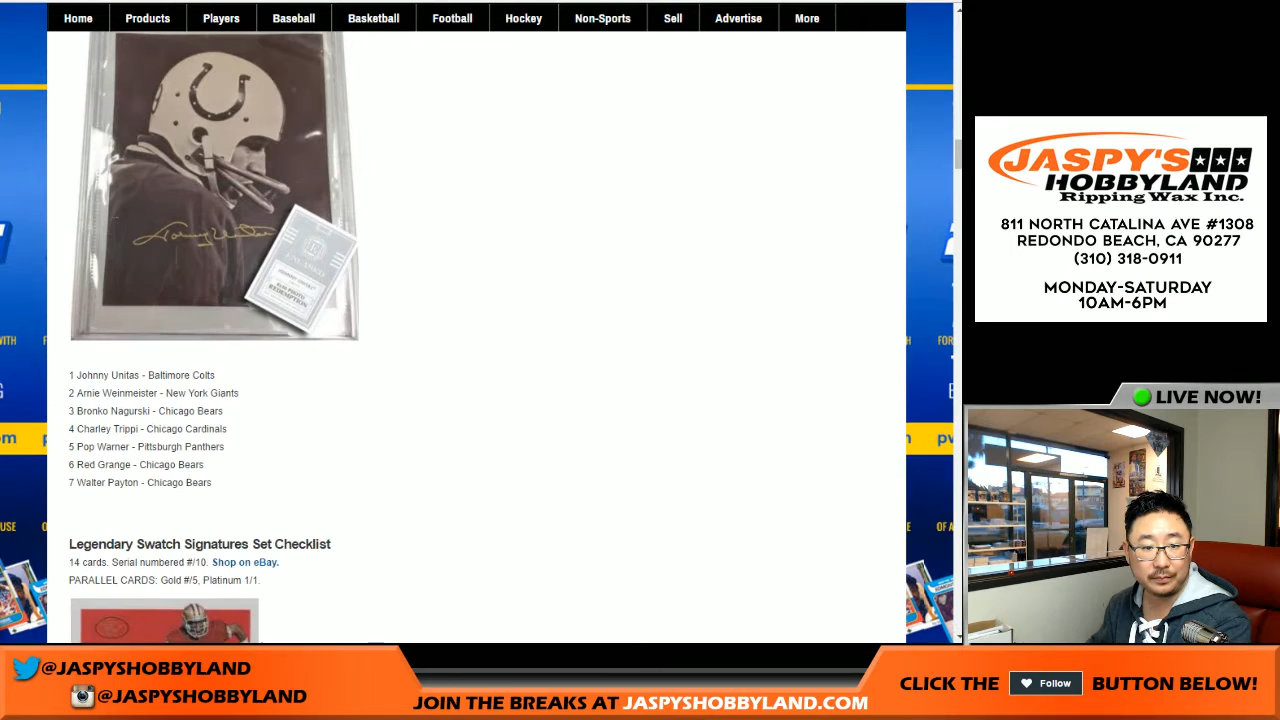 Home Products Players Baseball Basketball Football Hockey Non-Sports Sell Advertise More
Johnny Unitas
JOHNNY UNITAS
REDEMPTION
1 Johnny Unitas - Baltimore Colts
2 Arnie Weinmeister - New York Giants
3 Bronko Nagurski - Chicago Bears
4 Charley Trippi - Chicago Cardinals
5 Pop Warner - Pittsburgh Panthers
6 Red Grange - Chicago Bears
7 Walter Payton - Chicago Bears
Legendary Swatch Signatures Set Checklist
14 cards. Serial numbered #/10. Shop on eBay.
PARALLEL CARDS: Gold #/5, Platinum 1/1.
JASPY'S
HOBBYLAND
Ripping Wax Inc.
811 NORTH CATALINA AVE #1308
REDONDO BEACH, CA 90277
(310) 318-0911
MONDAY-SATURDAY
10AM-6PM
LIVE NOW!
@JASPYSHOBBYLAND
@JASPYSHOBBYLAND
JOIN THE BREAKS AT JASPYSHOBBYLAND.COM
CLICK THE Follow BUTTON BELOW!